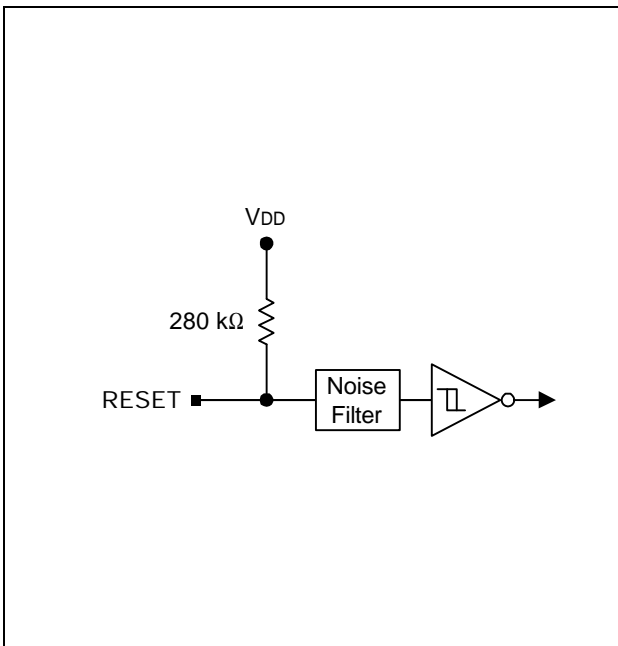 VDD
280 kΩ
RESET
Noise
Filter